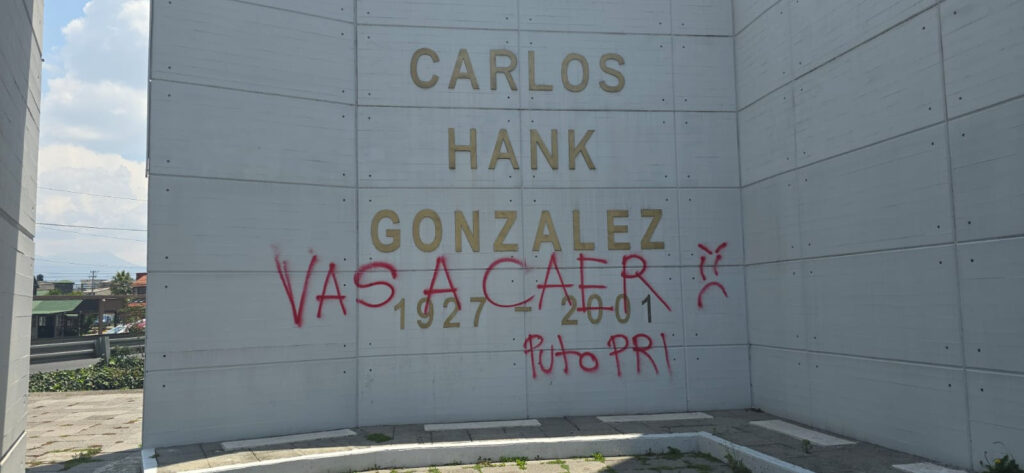 CARLOS
HANK
GONZALEZ
VAS A CAER
1927 - 2001
Puto PRI